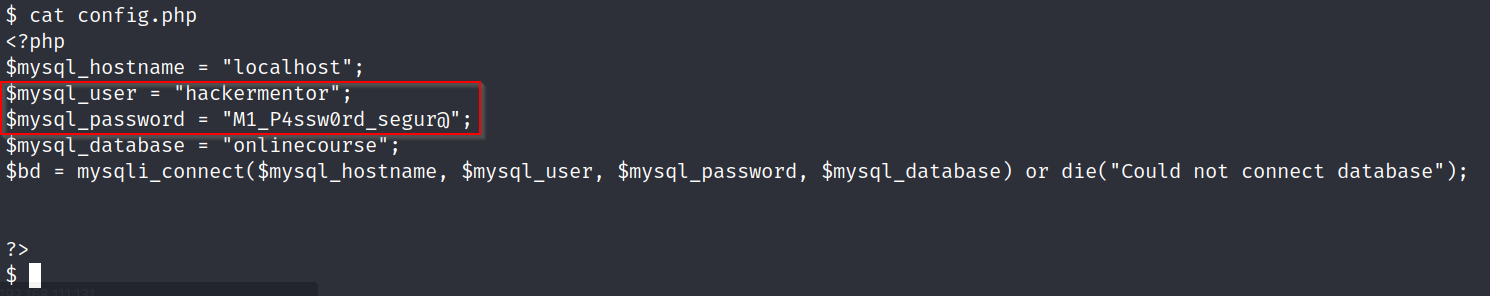 $ cat config.php
<?php
$mysql_hostname = "localhost";
$mysql_user = "hackermentor";
$mysql_password = "M1_P4ssw0rd_segur@";
$mysql_database = "onlinecourse";
$bd = mysqli_connect($mysql_hostname, $mysql_user, $mysql_password, $mysql_database) or die("Could not connect database");
?>
$